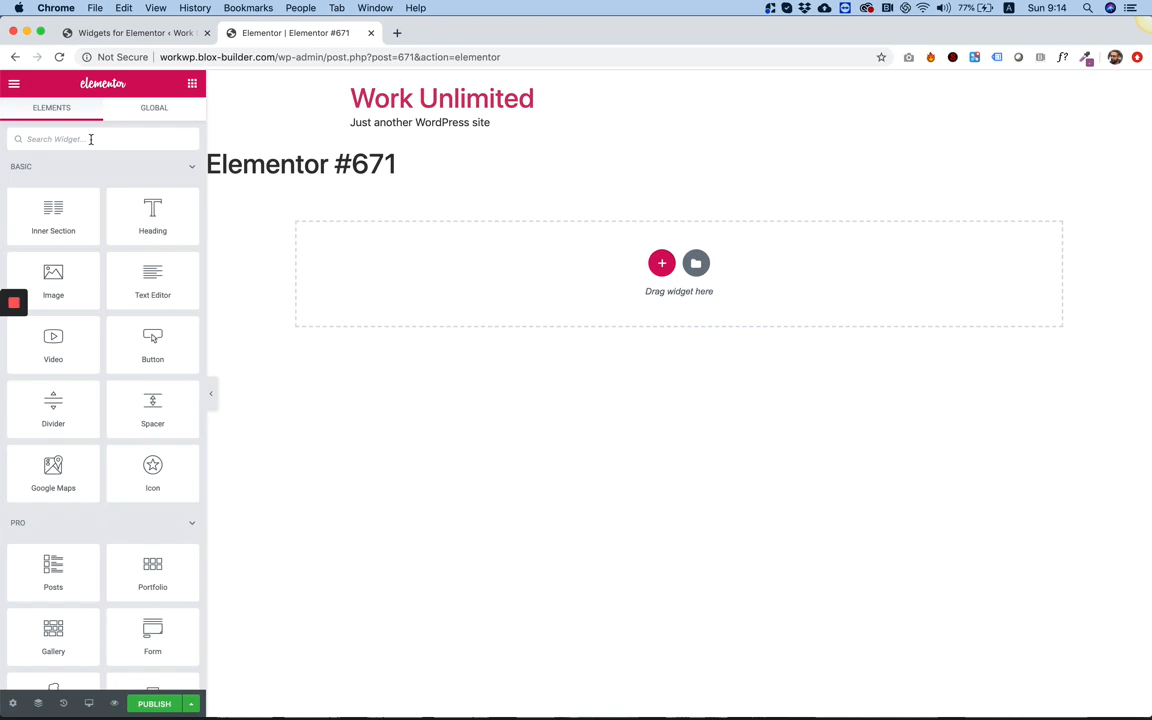 Chrome File Edit View History Bookmarks People Tab Window Help 77% A Sun 9:14
Widgets for Elementor ‹ Work
Elementor | Elementor #671
Not Secure workwp.blox-builder.com/wp-admin/post.php?post=671&action=elementor
f?
elementor
ELEMENTS GLOBAL
Search Widget...
BASIC
Inner Section Heading
Image Text Editor
Video Button
Divider Spacer
Google Maps Icon
PRO
Posts Portfolio
Gallery Form
PUBLISH
Work Unlimited
Just another WordPress site
Elementor #671
Drag widget here